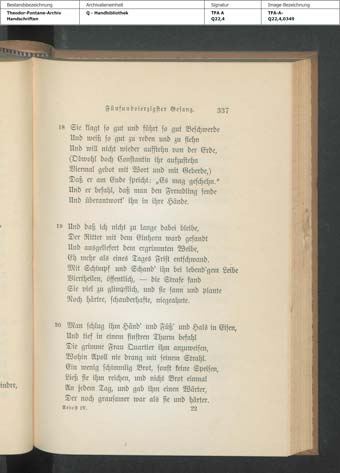 Bestandsbezeichnung Archivalieneinheit Signatur Image-Bezeichnung
Theodor-Fontane-Archiv Q - Handbibliothek TFA A TFA-A-
Handschriften Q22,4 Q22,4,0349
Fünfunddreißigster Gesang. 337
18 Sie klagt so gut und führt so gut Beschwerde
Und weiß so gut zu reden und zu flehn
Und will nicht wieder aufstehn von der Erde,
(Obwohl doch Constantin ihr aufzustehn
Viermal gebot mit Wort und mit Geberde,)
Daß er am Ende spricht: „Es mag geschehn.“
Und er befahl, daß man den Fremdling sende
Und überantwort' ihn in ihre Hände.
19 Und daß ich nicht zu lange dabei bleibe,
Der Ritter mit dem Einhorn ward gesandt
Und ausgeliefert dem ergrimmten Weibe,
Eh mehr als eines Tages Frist entschwand.
Mit Schimpf und Schand' ihn bei lebend'gem Leibe
Viertheilen, öffentlich, — die Strafe fand
Sie viel zu glimpflich, und sie sann und plante
Noch härtre, schauderhafte, niegeahnte.
20 Man schlug ihm Händ' und Füß' und Hals in Eisen,
Und tief in einem finstren Thurm befahl
Die grimme Frau Quartier ihm anzuweisen,
Wohin Apoll nie drang mit seinem Strahl.
Ein wenig schimmlig Brot, sonst keine Speisen,
Ließ sie ihm reichen, und nicht Brot einmal
An jedem Tag, und gab ihm einen Wärter,
Der noch grausamer war als sie und härter.
Ariost IV. 22